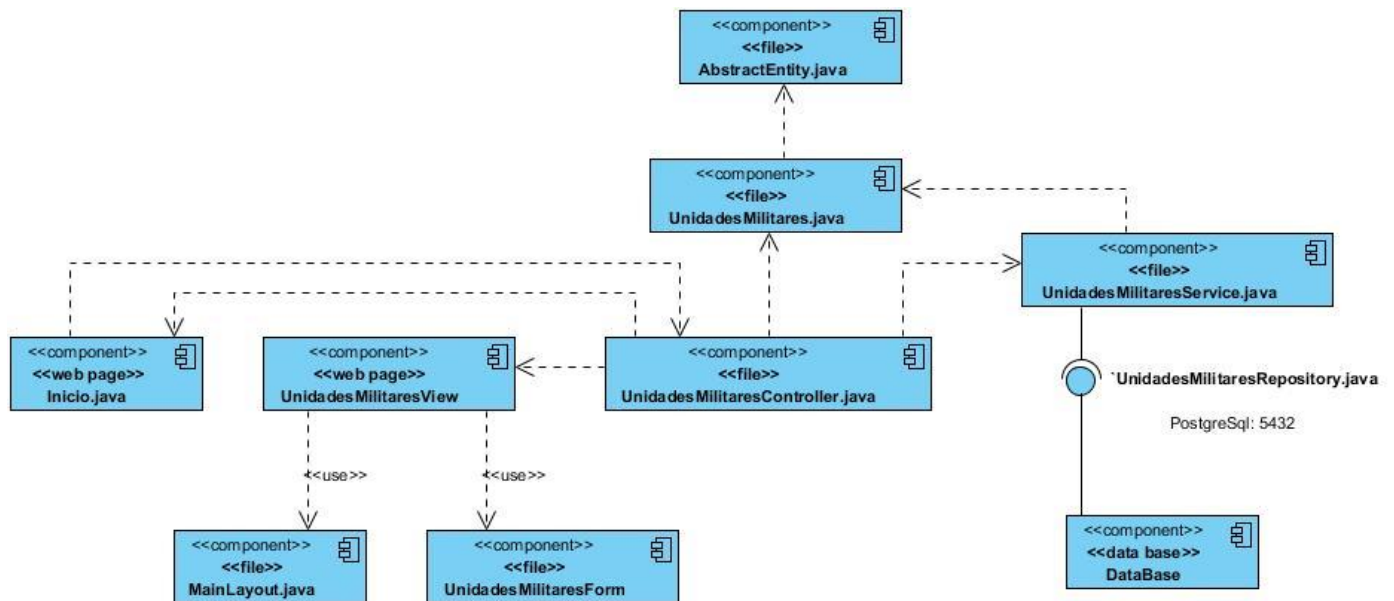 <<component>>
<<file>>
AbstractEntity.java
<<component>>
<<file>>
UnidadesMilitares.java
<<component>>
<<file>>
UnidadesMilitaresService.java
<<component>>
<<web page>>
Inicio.java
<<component>>
<<web page>>
UnidadesMilitaresView
<<component>>
<<file>>
UnidadesMilitaresController.java
`UnidadesMilitaresRepository.java
PostgreSql: 5432
<<use>>
<<use>>
<<component>>
<<file>>
MainLayout.java
<<component>>
<<file>>
UnidadesMilitaresForm
<<component>>
<<data base>>
DataBase